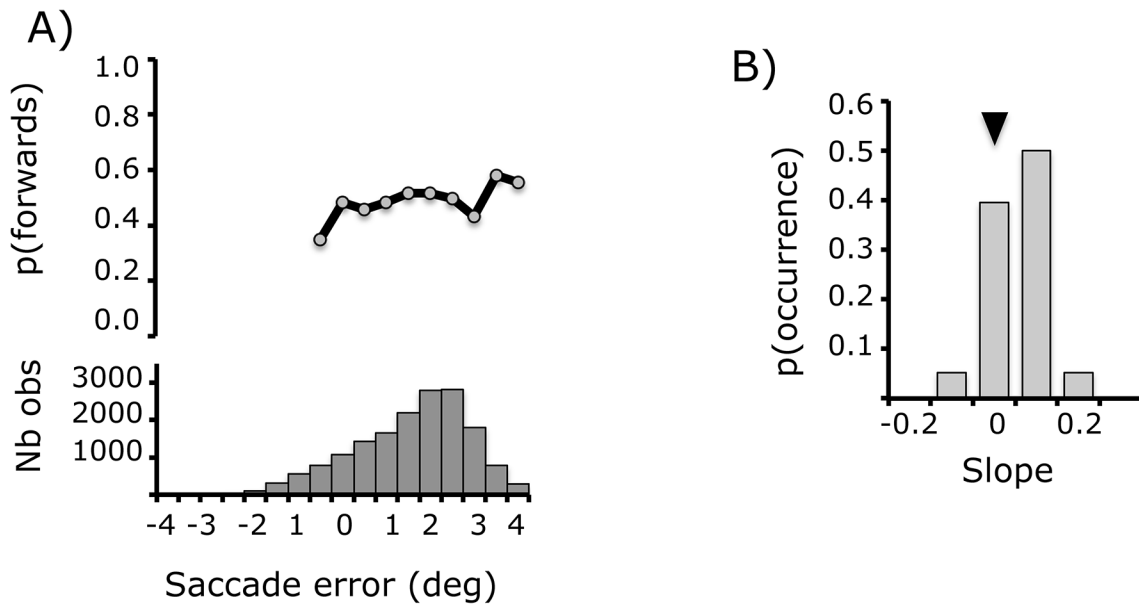 A)
p(forwards)
1.0
0.8
0.6
0.4
0.2
0.0
Nb obs
3000
2000
1000
-4 -3 -2 1 0 1 2 3 4
Saccade error (deg)
B)
p(occurrence)
0.6
0.5
0.4
0.3
0.2
0.1
-0.2 0 0.2
Slope